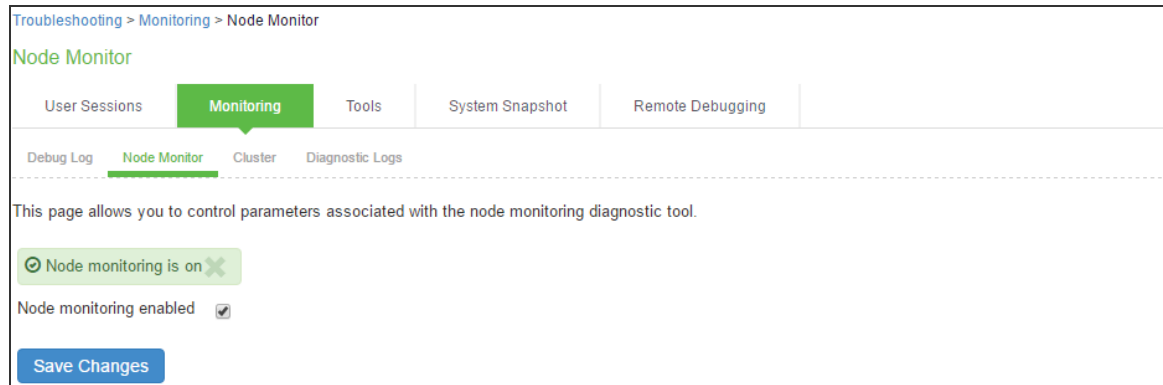 Troubleshooting > Monitoring > Node Monitor
Node Monitor
User Sessions Monitoring Tools System Snapshot Remote Debugging
Debug Log Node Monitor Cluster Diagnostic Logs
This page allows you to control parameters associated with the node monitoring diagnostic tool.
Node monitoring is on
Node monitoring enabled
Save Changes